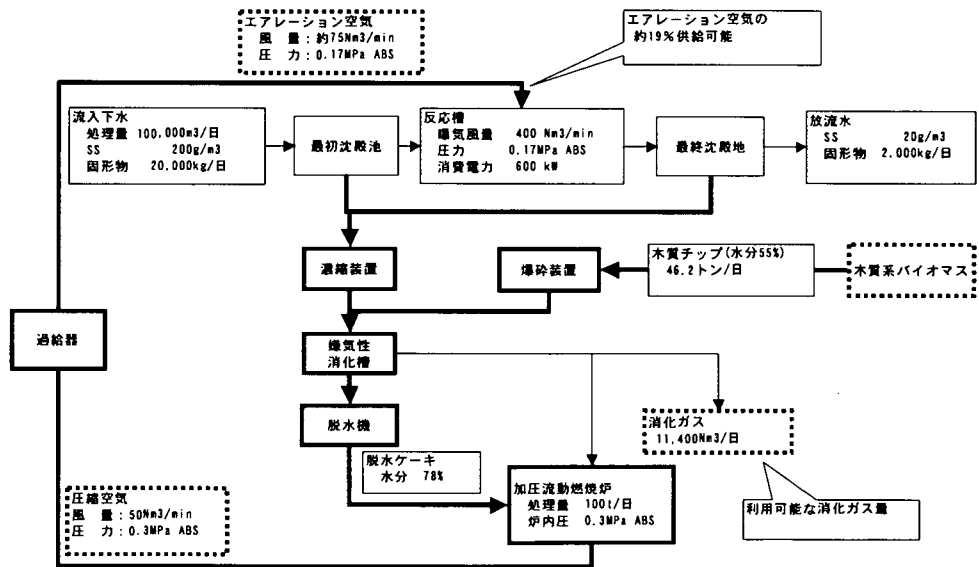 エアレーション空気
風 量：約75Nm3/min
圧 力：0.17MPa ABS
エアレーション空気の
約19％供給可能
流入下水
処理量 100,000m3/日
SS 200g/m3
固形物 20,000kg/日
最初沈殿池
反応槽
曝気風量 400 Nm3/min
圧力 0.17MPa ABS
消費電力 600 kW
最終沈殿地
放流水
SS 20g/m3
固形物 2.000kg/日
濃縮装置
爆砕装置
木質チップ(水分55%)
46.2トン/日
木質系バイオマス
過給器
嫌気性
消化槽
脱水機
消化ガス
11,400Nm3/日
脱水ケーキ
水分 78%
加圧流動燃焼炉
処理量 100t/日
炉内圧 0.3MPa ABS
利用可能な消化ガス量
圧縮空気
風 量：50Nm3/min
圧 力：0.3MPa ABS